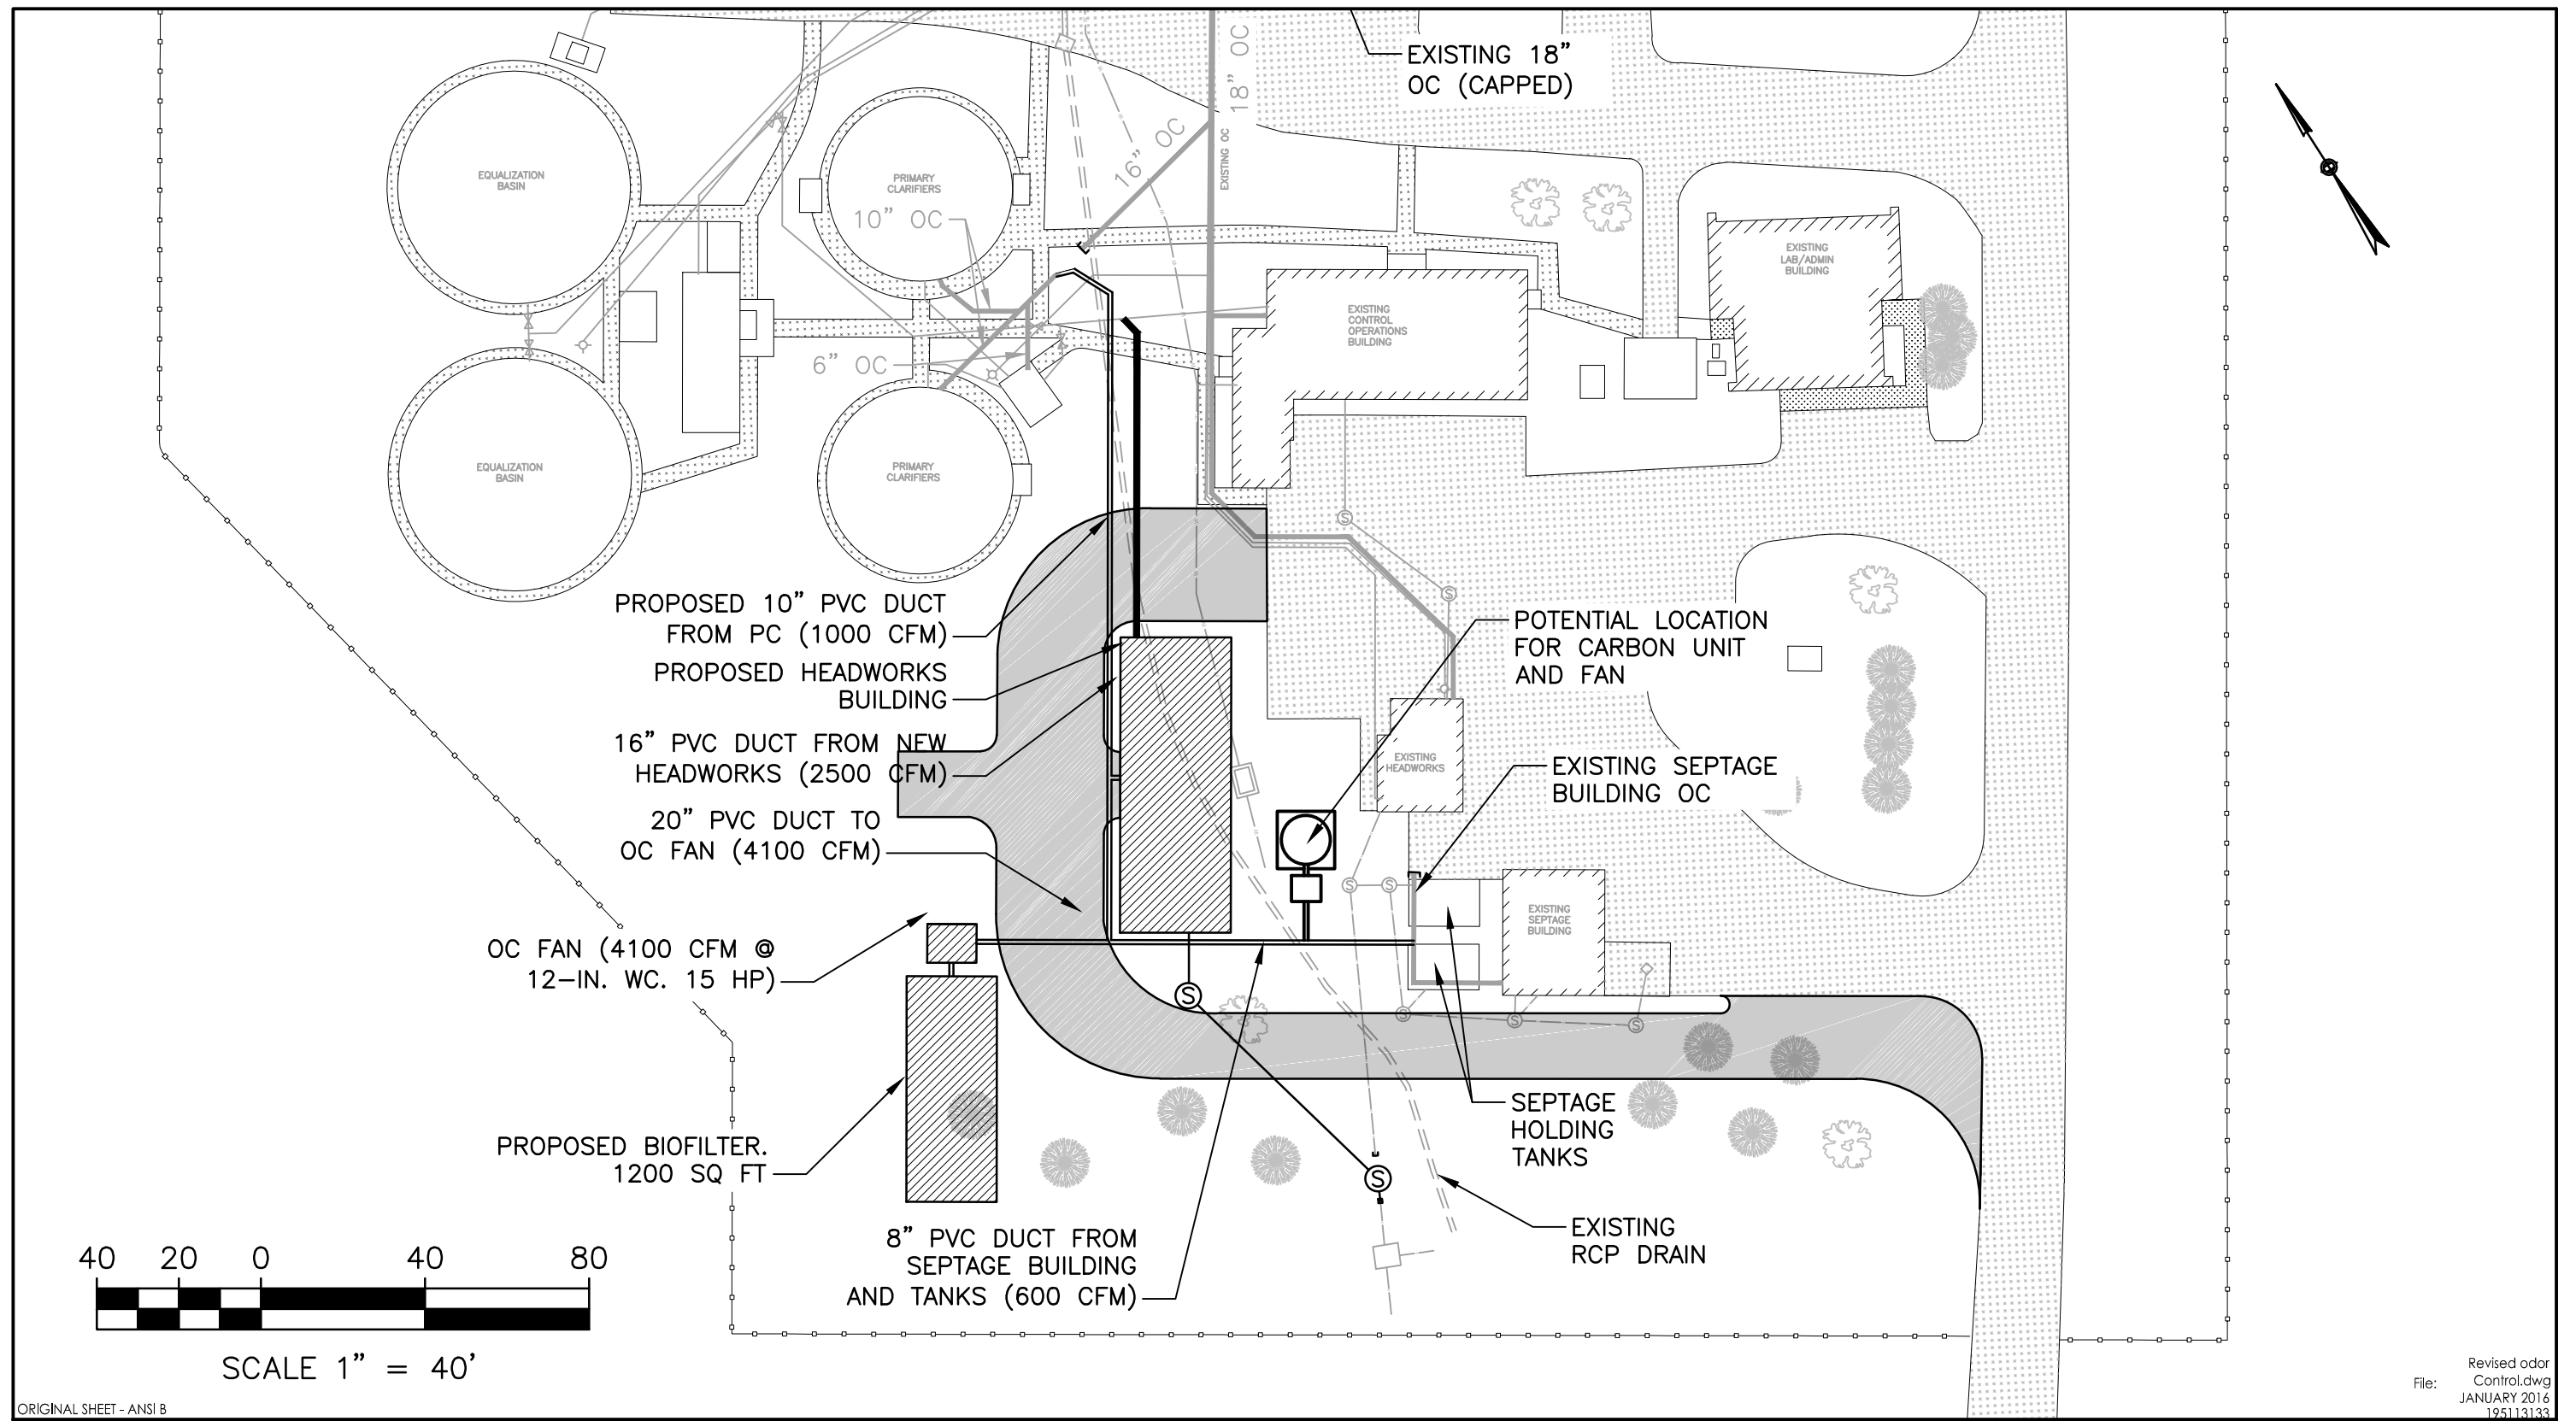 EXISTING 18”
OC (CAPPED)
18” OC
16” OC
EXISTING OC
EQUALIZATION
BASIN
PRIMARY
CLARIFIERS
10” OC
EXISTING
LAB/ADMIN
BUILDING
EXISTING
CONTROL
OPERATIONS
BUILDING
6” OC
EQUALIZATION
BASIN
PRIMARY
CLARIFIERS
S
S
PROPOSED 10” PVC DUCT
FROM PC (1000 CFM)
PROPOSED HEADWORKS
BUILDING
16” PVC DUCT FROM NEW
HEADWORKS (2500 CFM)
20” PVC DUCT TO
OC FAN (4100 CFM)
POTENTIAL LOCATION
FOR CARBON UNIT
AND FAN
EXISTING
HEADWORKS
EXISTING SEPTAGE
BUILDING OC
S
S
EXISTING
SEPTAGE
BUILDING
OC FAN (4100 CFM @
12–IN. WC. 15 HP)
S
S
S
S
PROPOSED BIOFILTER.
1200 SQ FT
SEPTAGE
HOLDING
TANKS
S
8” PVC DUCT FROM
SEPTAGE BUILDING
AND TANKS (600 CFM)
EXISTING
RCP DRAIN
40 20 0 40 80
SCALE 1” = 40’
ORIGINAL SHEET - ANSI B
Revised odor
File: Control.dwg
JANUARY 2016
195113133